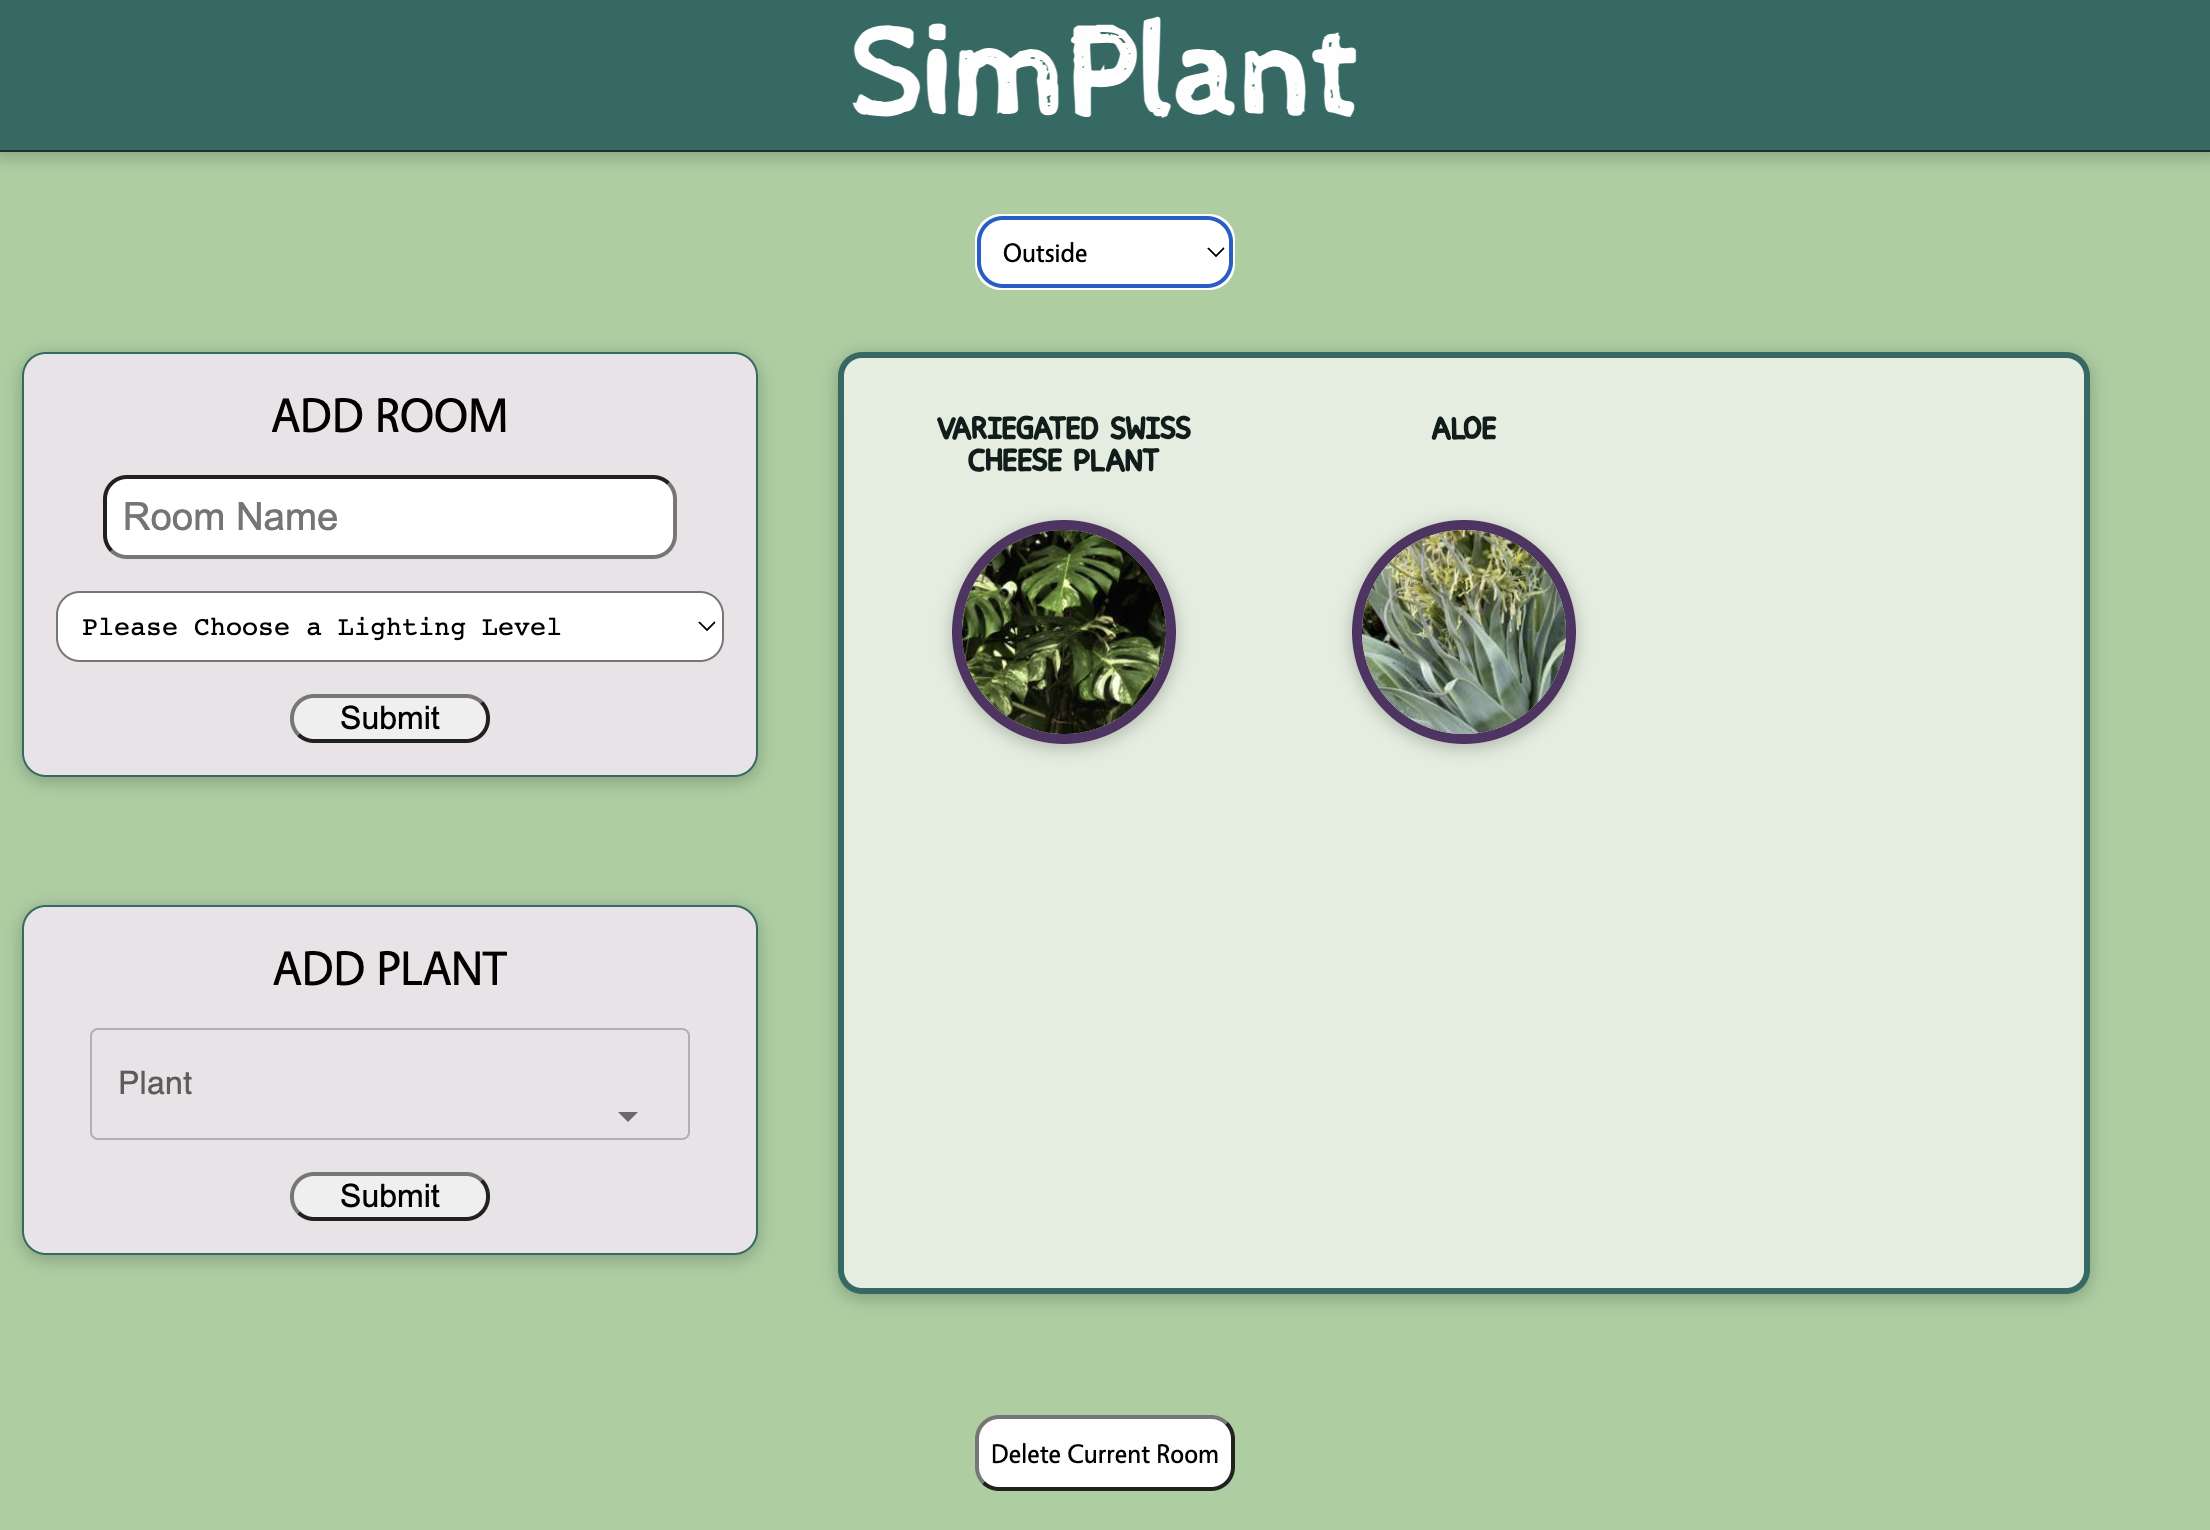 SimPlant
Outside
ADD ROOM
Room Name
Please Choose a Lighting Level
Submit
ADD PLANT
Plant
Submit
VARIEGATED SWISS
CHEESE PLANT
ALOE
Delete Current Room